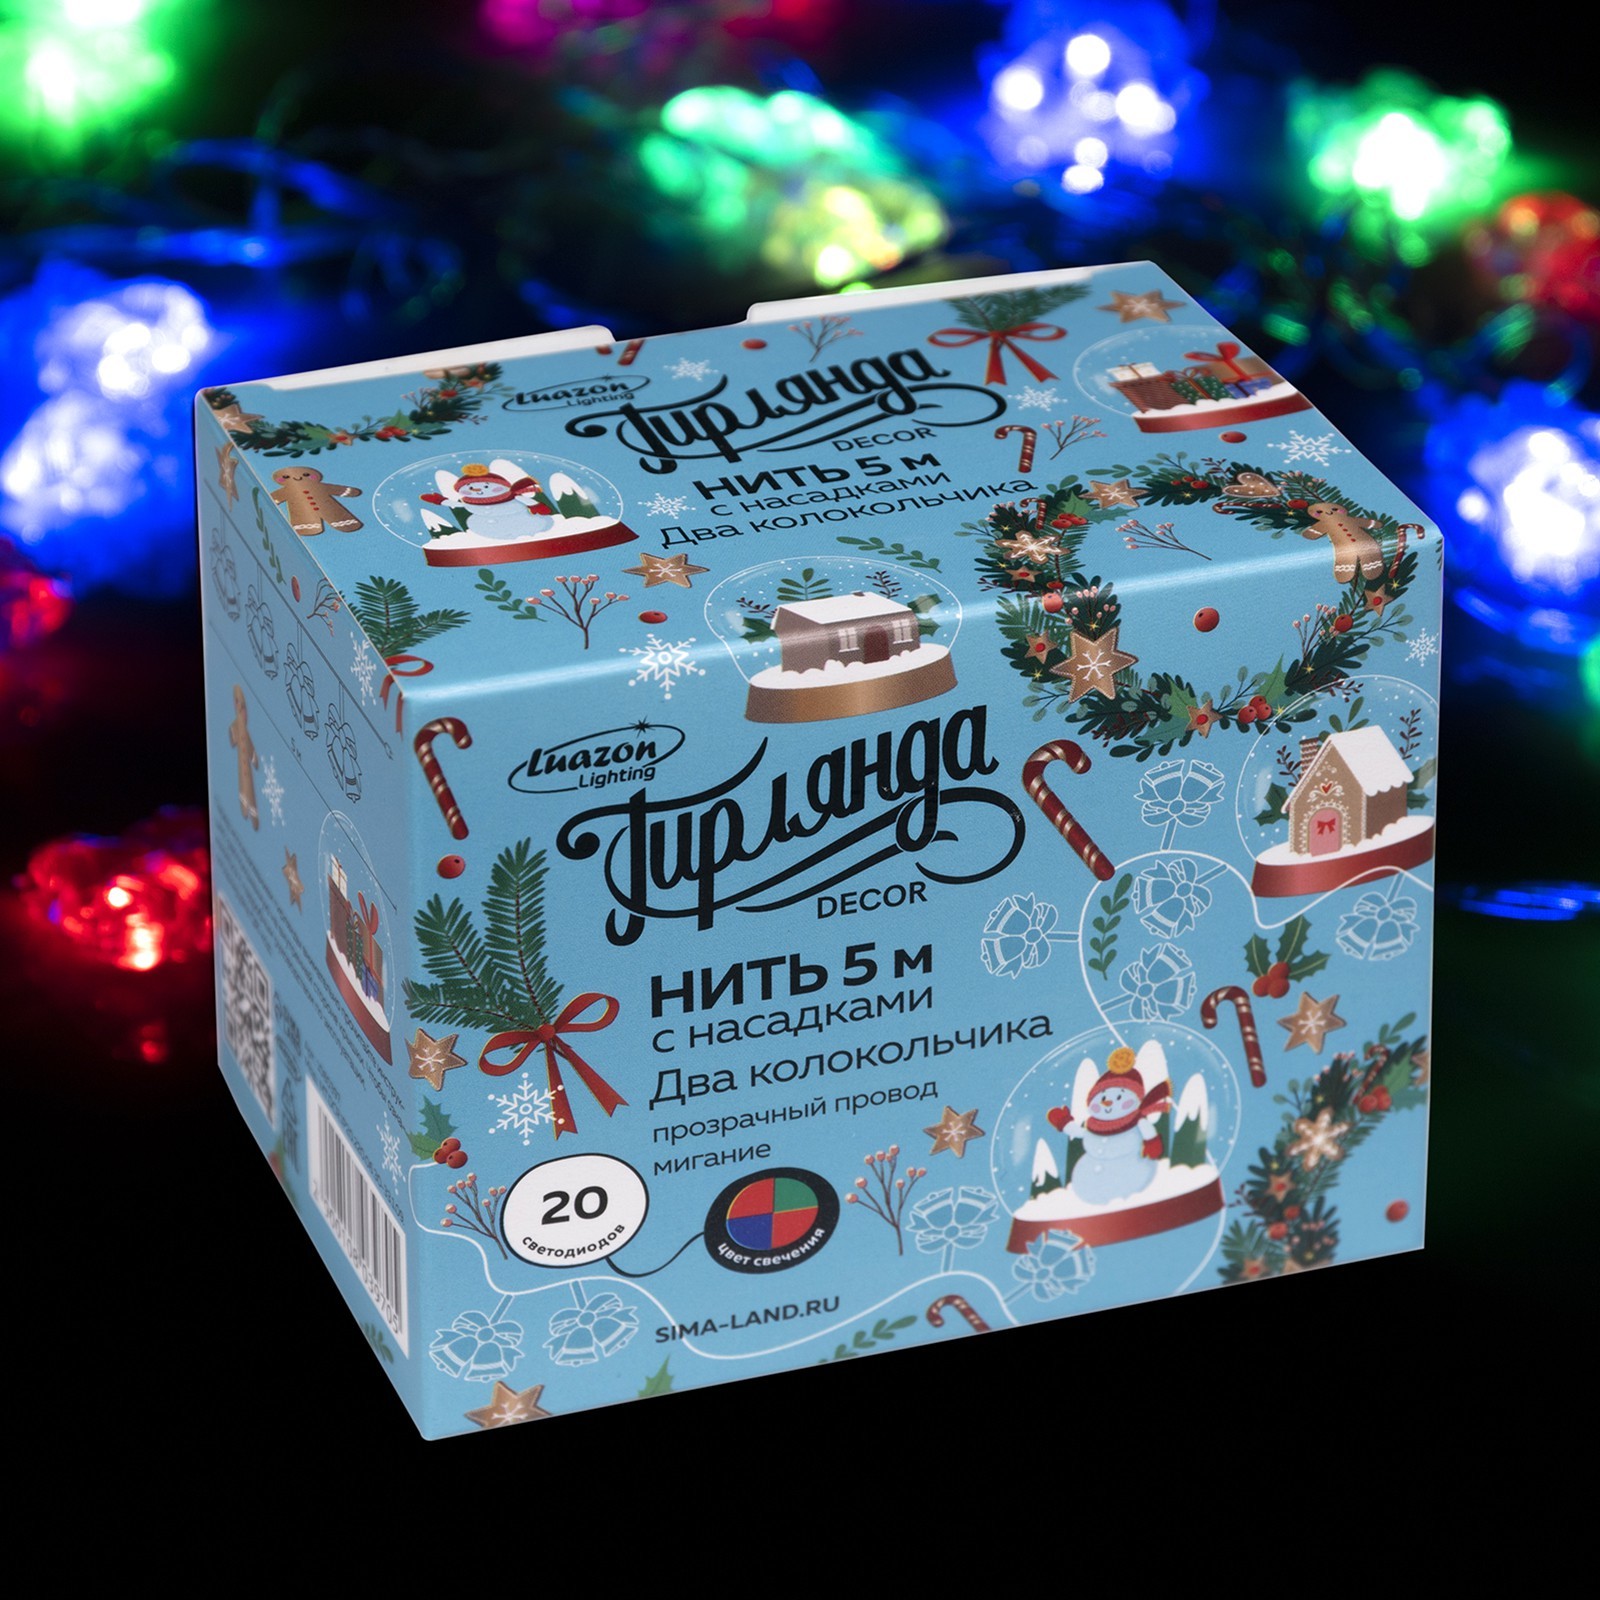 Luazon
Lighting
Гирлянда
DECOR
НИТЬ 5 м
с насадками
Два колокольчика
Luazon
Lighting
Гирлянда
DECOR
НИТЬ 5 м
с насадками
Два колокольчика
прозрачный провод
мигание
20
светодиодов
цвет свечения
SIMA-LAND.RU
5 м